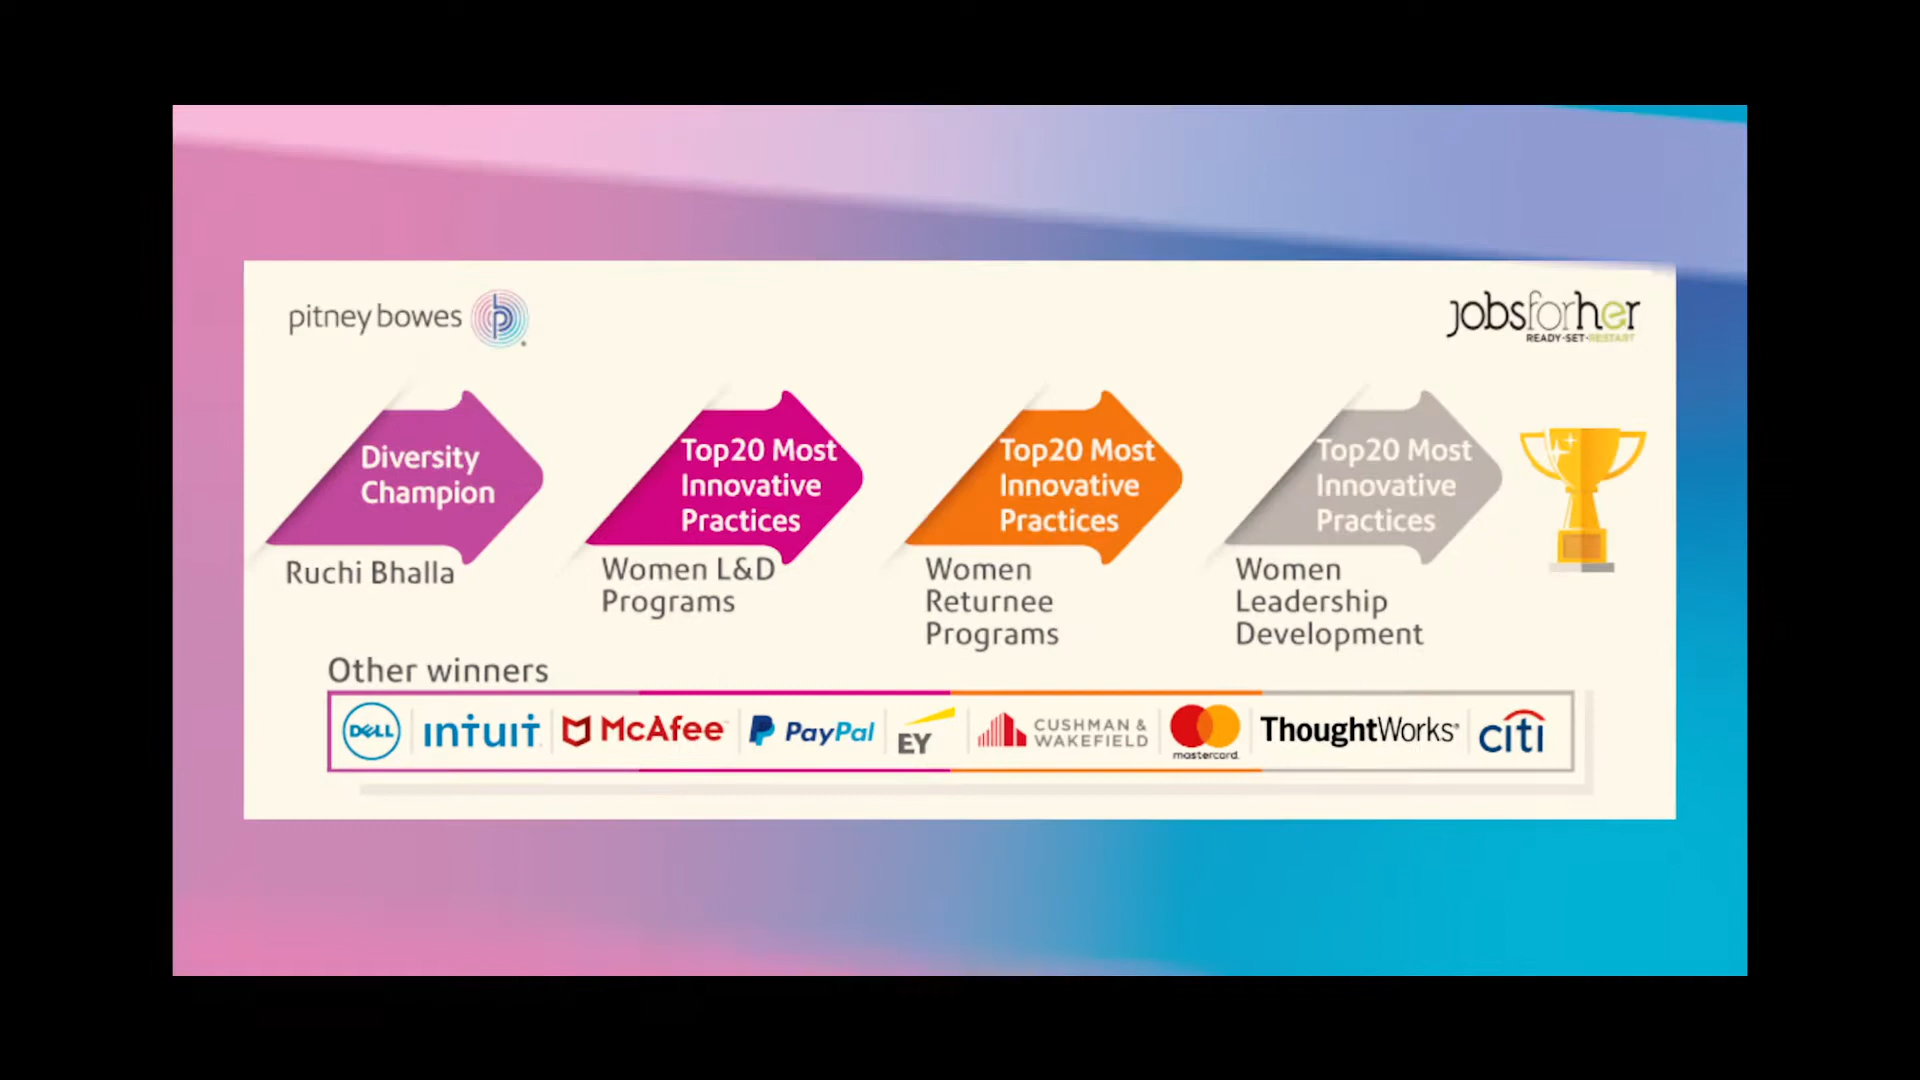 pitney bowes
jobsforher
READY-SET-RESTART
Diversity
Champion
Ruchi Bhalla
Top20 Most
Innovative
Practices
Women L&D
Programs
Top20 Most
Innovative
Practices
Women
Returnee
Programs
Top20 Most
Innovative
Practices
Women
Leadership
Development
Other winners
DELL
intuit
McAfee
PayPal
EY
CUSHMAN &
WAKEFIELD
mastercard.
ThoughtWorks®
citi